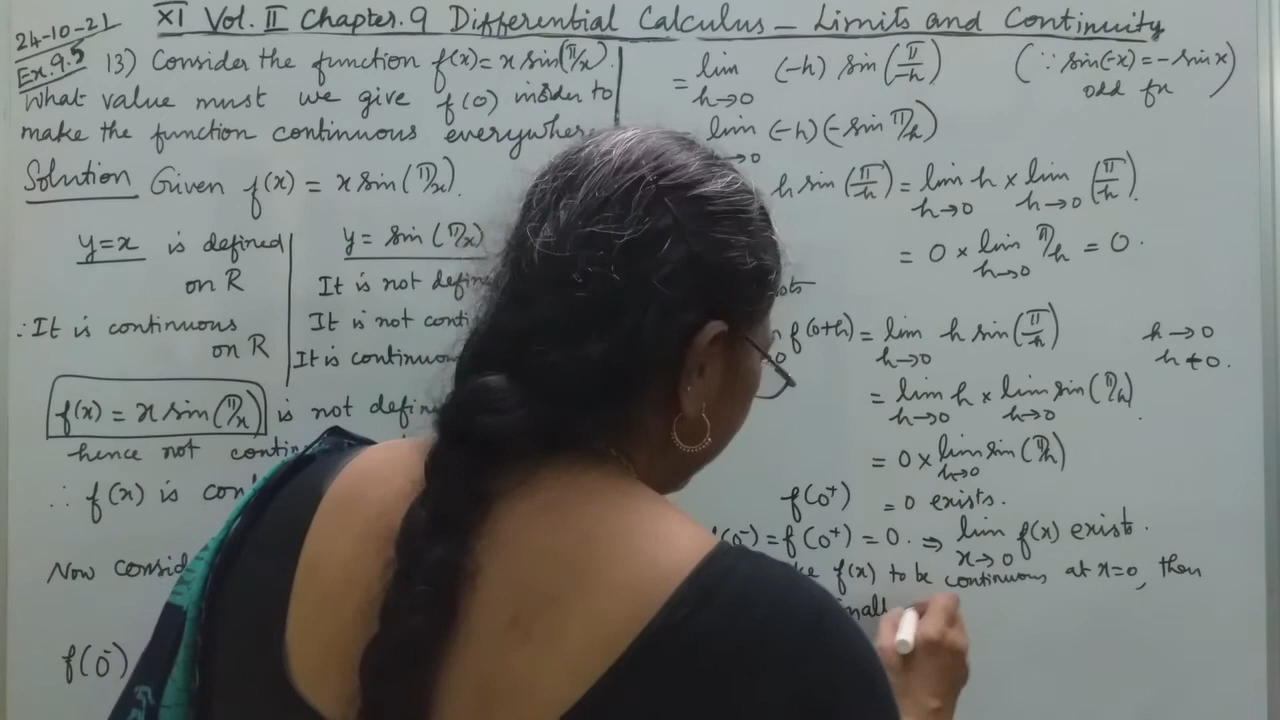 24-10-21
XI Vol. II Chapter. 9 Differential Calculus – Limits and Continuity
Ex. 9.5
13) Consider the function f(x) = x sin(π/x).
What value must we give f(0) inorder to
make the function continuous everywhere
Solution Given f(x) = x sin(π/x).
y = x is defined
on R
∴ It is continuous
on R
y = sin(π/x)
It is not define
It is not conti
It is continuou
f(x) = x sin(π/x) is not defin
hence not contin
∴ f(x) is con
Now consid
f(0⁻)
= lim h→0 (-h) sin(π/-h) (∵ sin(-x) = -sin x odd fn)
lim →0 (-h)(-sin π/h)
h sin(π/h) = lim h→0 h × lim h→0 (π/h).
= 0 × lim h→0 π/h = 0.
f(0+h) = lim h→0 h sin(π/h) h→0
h≠0.
= lim h→0 h × lim h→0 sin(π/h).
= 0 × lim h→0 sin(π/h)
f(0⁺) = 0 exists.
f(0⁻) = f(0⁺) = 0. ⇒ lim x→0 f(x) exists.
f(x) to be continuous at x=0, then